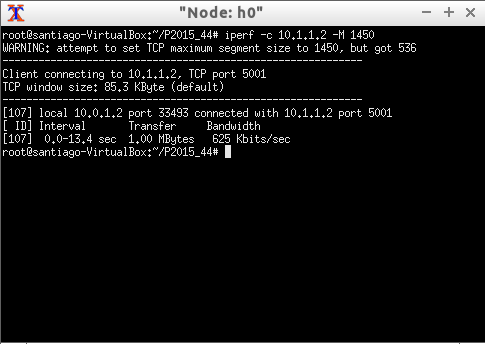 "Node: h0"
root@santiago-VirtualBox:~/P2015_44# iperf -c 10.1.1.2 -M 1450
WARNING: attempt to set TCP maximum segment size to 1450, but got 536
------------------------------------------------------------
Client connecting to 10.1.1.2, TCP port 5001
TCP window size: 85.3 KByte (default)
------------------------------------------------------------
[107] local 10.0.1.2 port 33493 connected with 10.1.1.2 port 5001
[ ID] Interval       Transfer     Bandwidth
[107]  0.0-13.4 sec  1.00 MBytes   625 Kbits/sec
root@santiago-VirtualBox:~/P2015_44#